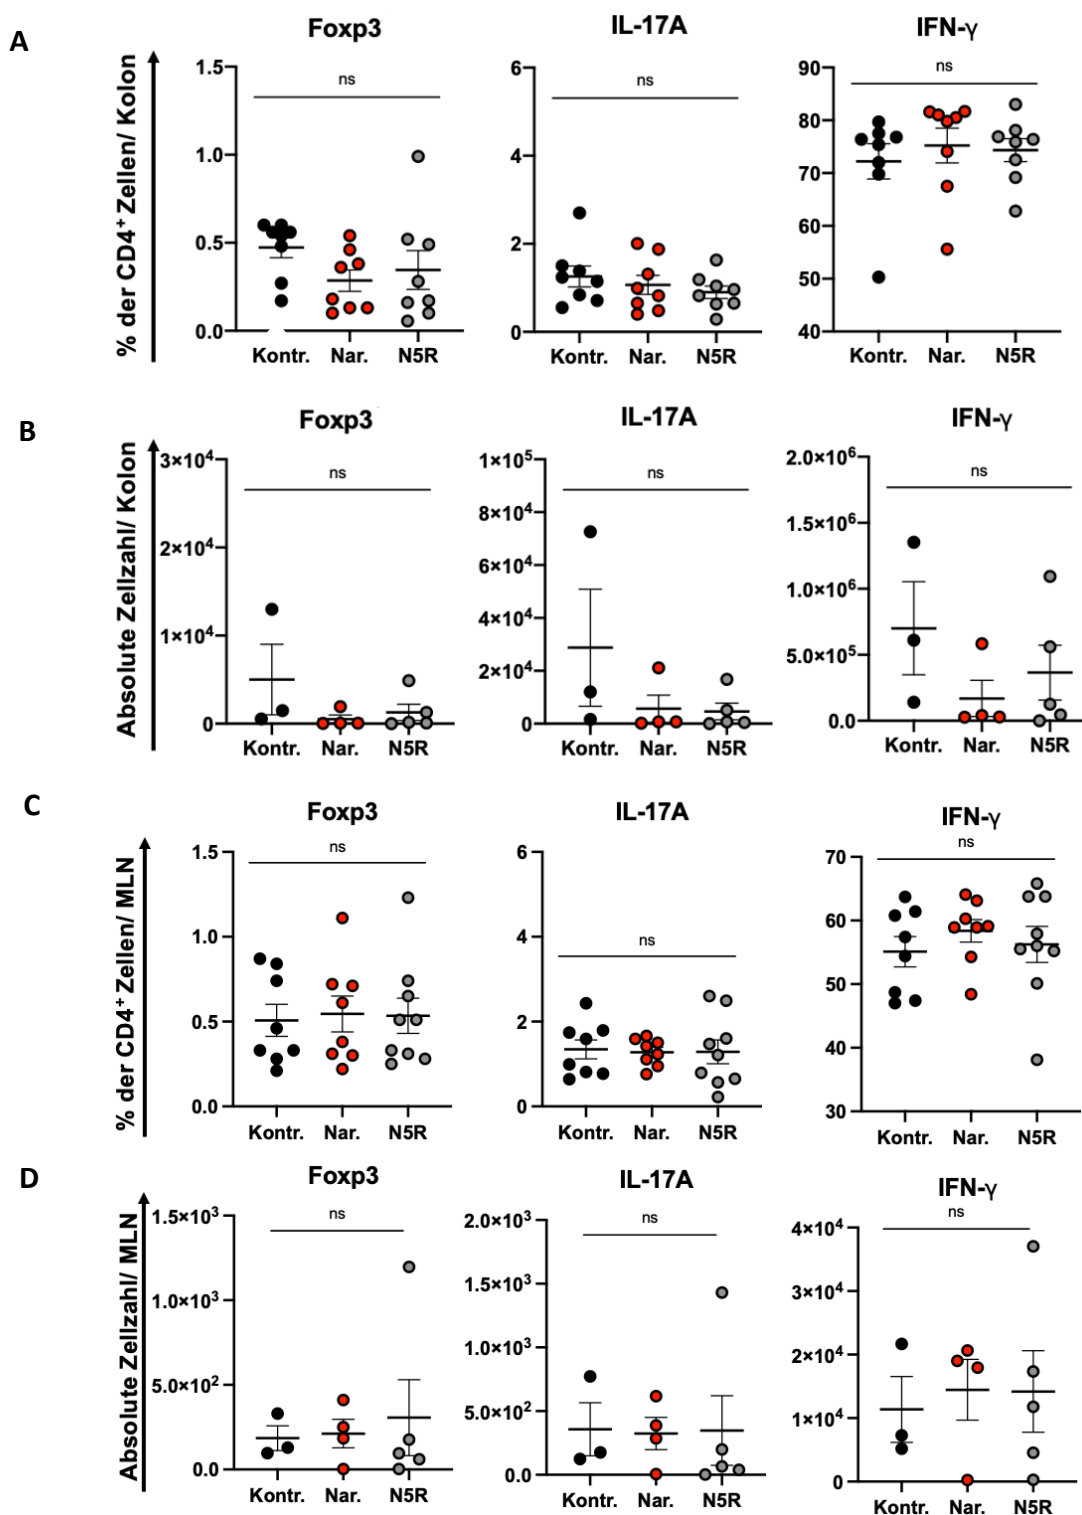 A
Foxp3
IL-17A
IFN-γ
% der CD4⁺ Zellen/ Kolon
1.5
1.0
0.5
0.0
ns
Kontr. Nar. N5R
6
4
2
0
ns
Kontr. Nar. N5R
90
80
70
60
50
40
ns
Kontr. Nar. N5R
B
Foxp3
IL-17A
IFN-γ
Absolute Zellzahl/ Kolon
3×10⁴
2×10⁴
1×10⁴
0
ns
Kontr. Nar. N5R
1×10⁵
8×10⁴
6×10⁴
4×10⁴
2×10⁴
0
ns
Kontr. Nar. N5R
2.0×10⁶
1.5×10⁶
1.0×10⁶
5.0×10⁵
0.0
ns
Kontr. Nar. N5R
C
Foxp3
IL-17A
IFN-γ
% der CD4⁺ Zellen/ MLN
1.5
1.0
0.5
0.0
ns
Kontr. Nar. N5R
6
4
2
0
ns
Kontr. Nar. N5R
70
60
50
40
30
ns
Kontr. Nar. N5R
D
Foxp3
IL-17A
IFN-γ
Absolute Zellzahl/ MLN
1.5×10³
1.0×10³
5.0×10²
0.0
ns
Kontr. Nar. N5R
2.0×10³
1.5×10³
1.0×10³
5.0×10²
0.0
ns
Kontr. Nar. N5R
4×10⁴
3×10⁴
2×10⁴
1×10⁴
0
ns
Kontr. Nar. N5R